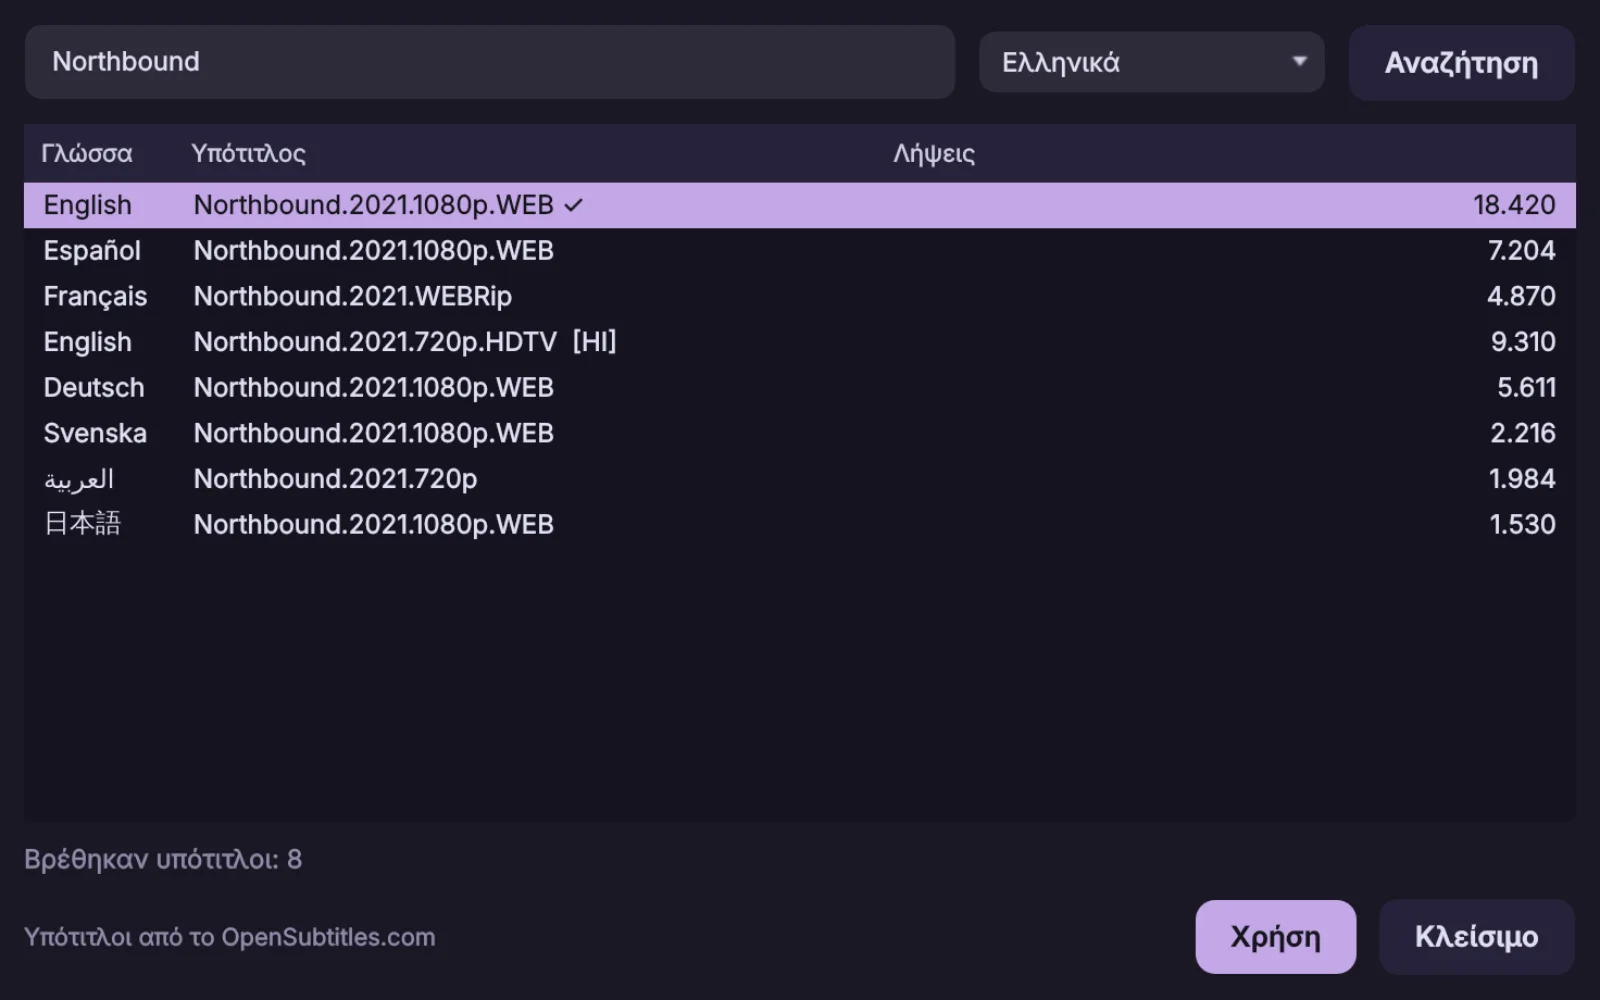 Northbound Ελληνικά Αναζήτηση
Γλώσσα Υπότιτλος Λήψεις
English Northbound.2021.1080p.WEB ✓ 18.420
Español Northbound.2021.1080p.WEB 7.204
Français Northbound.2021.WEBRip 4.870
English Northbound.2021.720p.HDTV [HI] 9.310
Deutsch Northbound.2021.1080p.WEB 5.611
Svenska Northbound.2021.1080p.WEB 2.216
العربية Northbound.2021.720p 1.984
日本語 Northbound.2021.1080p.WEB 1.530
Βρέθηκαν υπότιτλοι: 8
Υπότιτλοι από το OpenSubtitles.com Χρήση Κλείσιμο